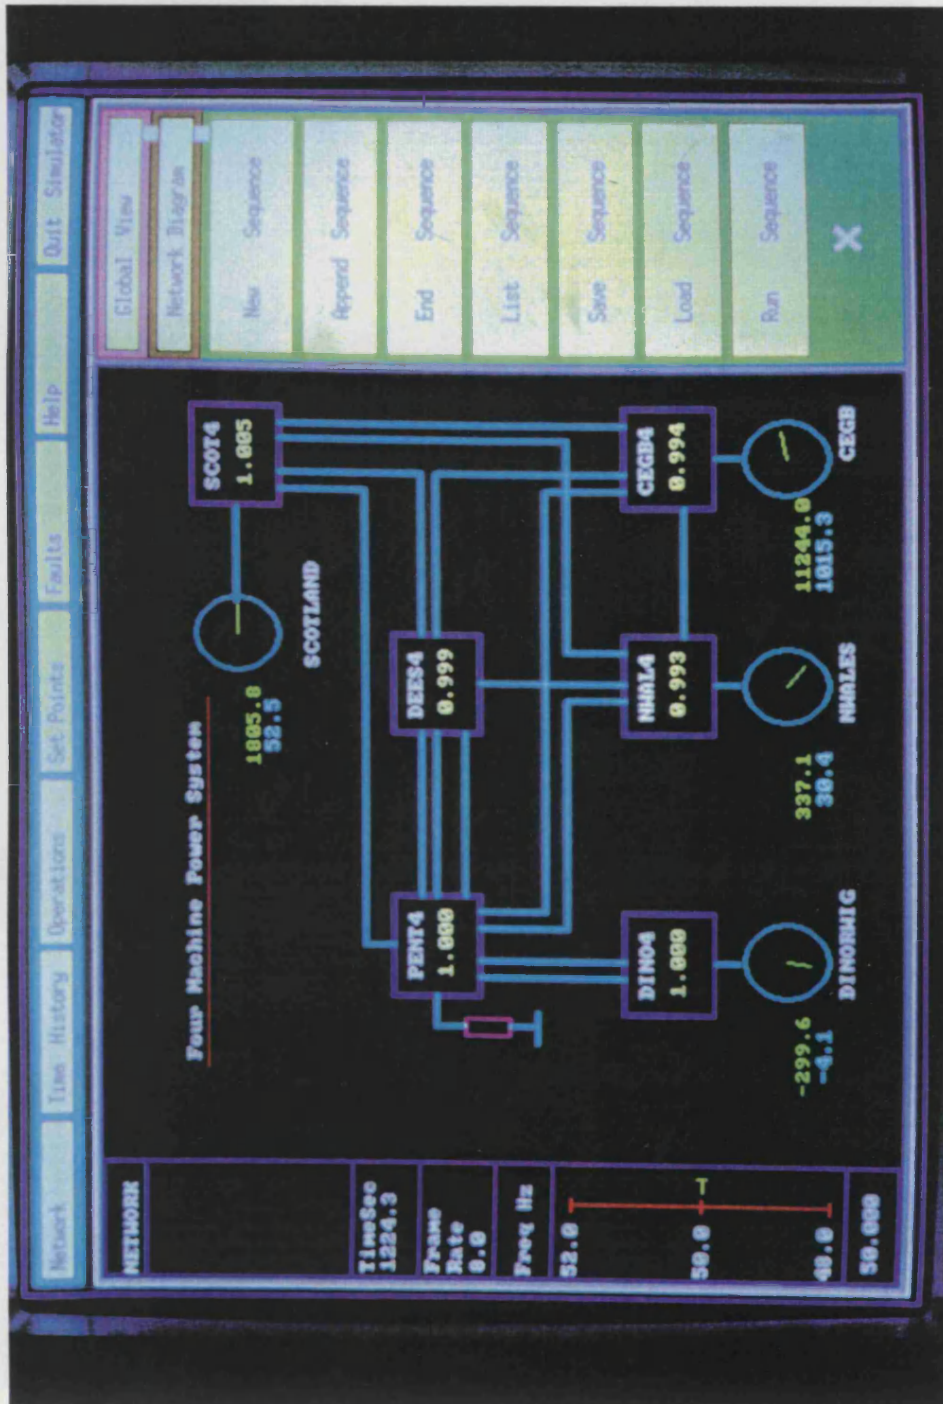 Network
Time History
Operations
Set Points
Faults
Help
Quit Simulator
NETWORK
TimeSec
1224.3
Frame
Rate
8.0
Freq Hz
52.0
50.0
48.0
50.000
Four Machine Power System
1805.8
52.5
SCOTLAND
SCOT4
1.005
PENT4
1.000
DEES4
0.999
DINO4
1.000
NWAL4
0.993
CEGB4
0.994
-299.6
-4.1
DINORWIG
337.1
30.4
NWALES
11244.0
1015.3
CEGB
Global View
Network Diagram
New Sequence
Append Sequence
End Sequence
List Sequence
Save Sequence
Load Sequence
Run Sequence
X